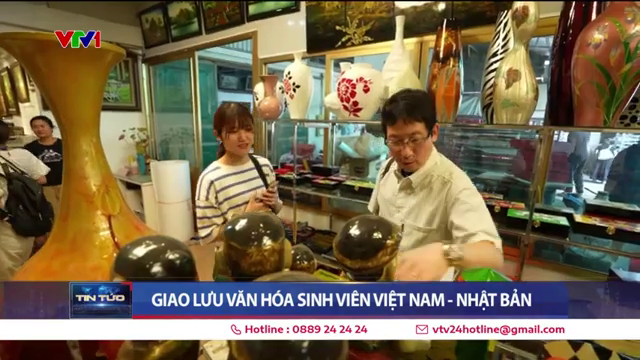 VTV1
GIAO LƯU VĂN HÓA SINH VIÊN VIỆT NAM - NHẬT BẢN
TIN TỨC
Hotline : 0889 24 24 24
vtv24hotline@gmail.com